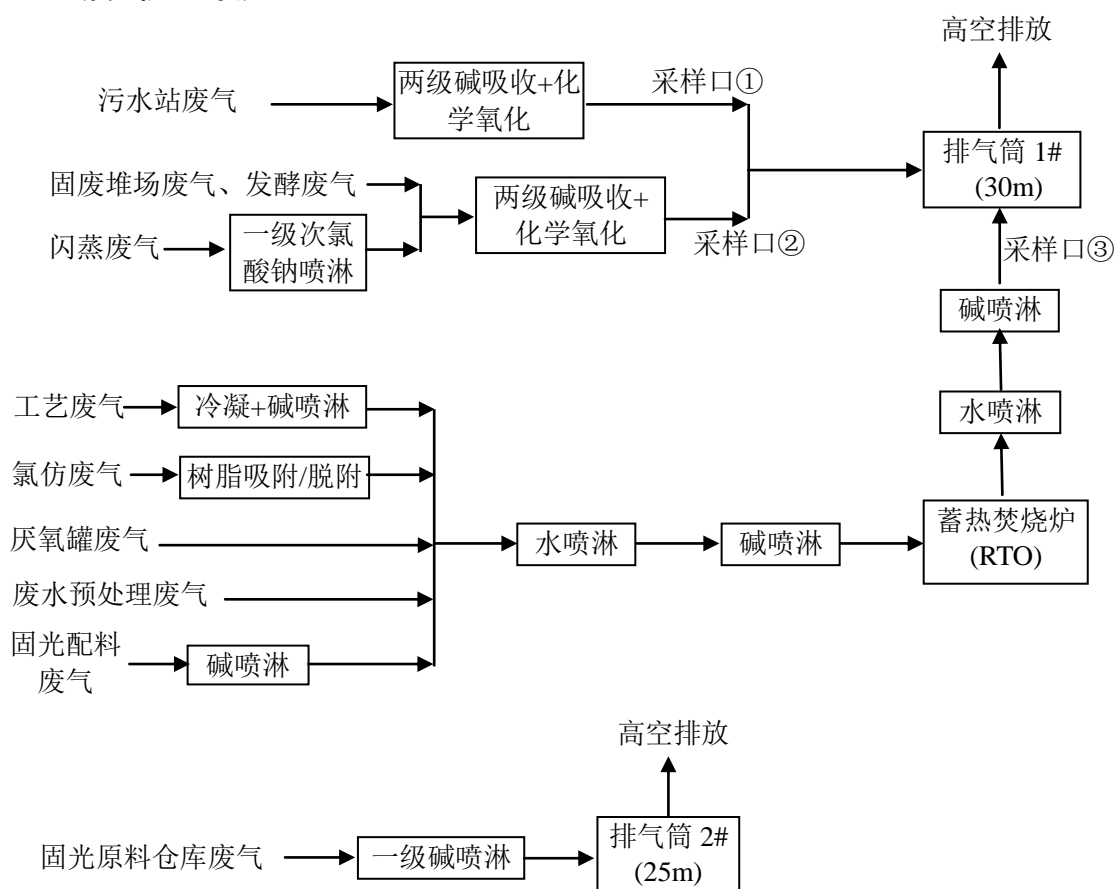 高空排放
污水站废气
两级碱吸收+化
学氧化
采样口①
排气筒 1#
(30m)
固废堆场废气、发酵废气
两级碱吸收+
化学氧化
采样口②
闪蒸废气
一级次氯
酸钠喷淋
采样口③
碱喷淋
水喷淋
工艺废气
冷凝+碱喷淋
氯仿废气
树脂吸附/脱附
厌氧罐废气
水喷淋
碱喷淋
蓄热焚烧炉
(RTO)
废水预处理废气
固光配料
废气
碱喷淋
高空排放
固光原料仓库废气
一级碱喷淋
排气筒 2#
(25m)